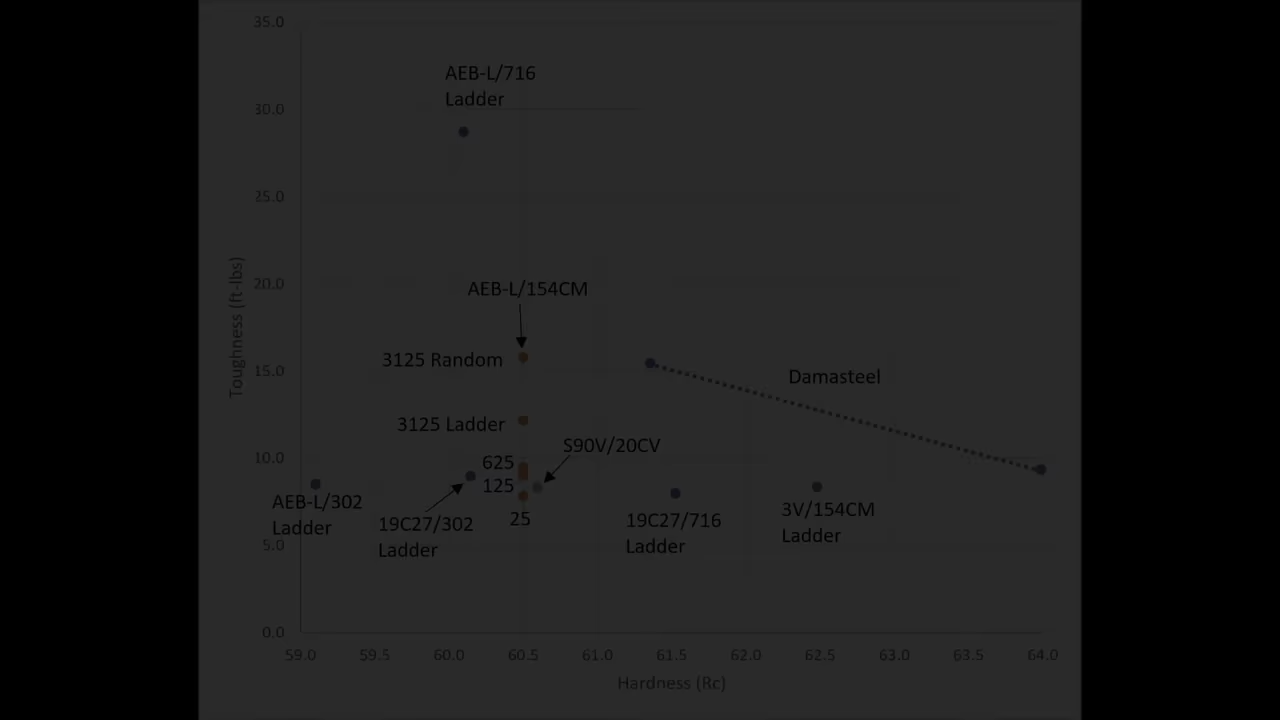 35.0
AEB-L/716
Ladder
30.0
25.0
20.0
AEB-L/154CM
3125 Random
15.0
Damasteel
3125 Ladder
S90V/20CV
10.0
625
125
25
AEB-L/302
Ladder
19C27/302
Ladder
19C27/716
Ladder
3V/154CM
Ladder
5.0
0.0
59.0 59.5 60.0 60.5 61.0 61.5 62.0 62.5 63.0 63.5 64.0
Hardness (Rc)
Toughness (ft-lbs)